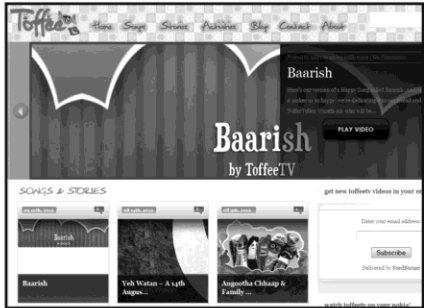 Toffee
Home Songs Stories Activities Blog Contact About
Baarish
PLAY VIDEO
Baarish
by ToffeeTV
SONGS & STORIES
get new toffeetv videos in your em
Baarish
Enter your email address:
Subscribe
Delivered by FeedBurner
Baarish
Yeh Watan – A 14th
Augus...
Angootha Chhaap &
Family ...
watch toffeetv on your nokia!